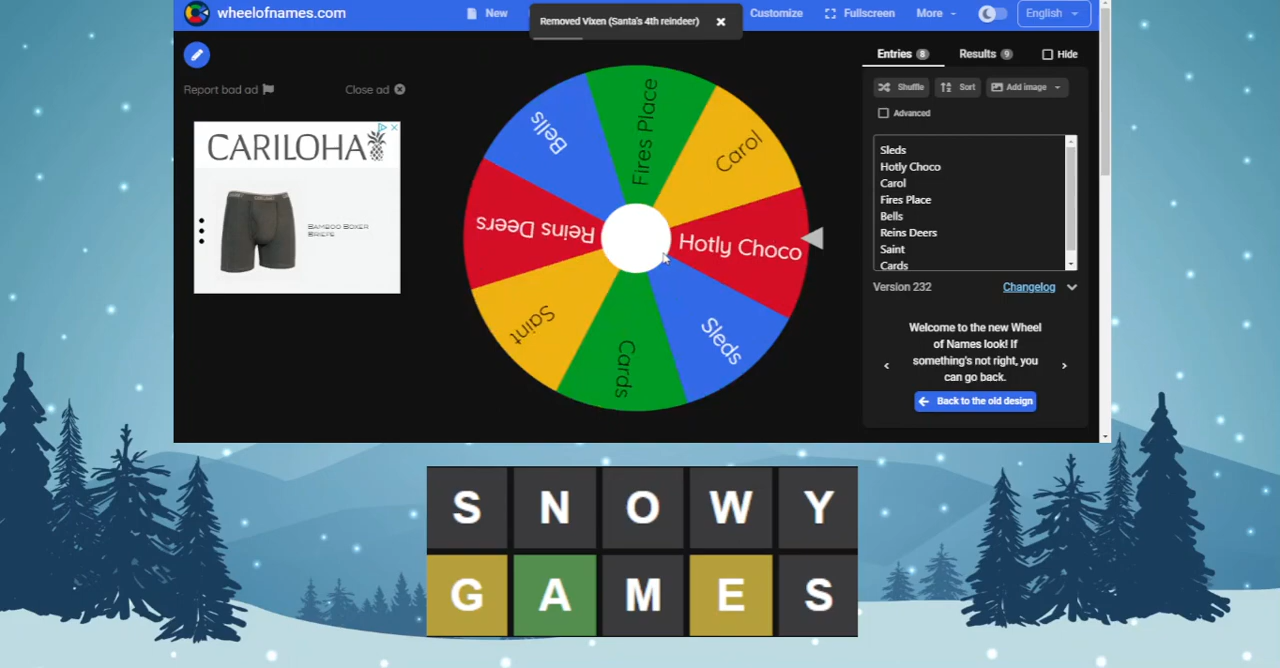 wheelofnames.com
New
Removed Vixen (Santa's 4th reindeer)
Customize
Fullscreen
More
English
Report bad ad
Close ad
CARILOHA
BAMBOO BOXER
BRIEFS
Fires Place
Carol
Hotly Choco
Sleds
Cards
Saint
Reins Deers
Bells
Entries 8
Results 9
Hide
Shuffle
Sort
Add image
Advanced
Sleds
Hotly Choco
Carol
Fires Place
Bells
Reins Deers
Saint
Cards
Version 232
Changelog
Welcome to the new Wheel
of Names look! If
something's not right, you
can go back.
Back to the old design
SNOWY
GAMES